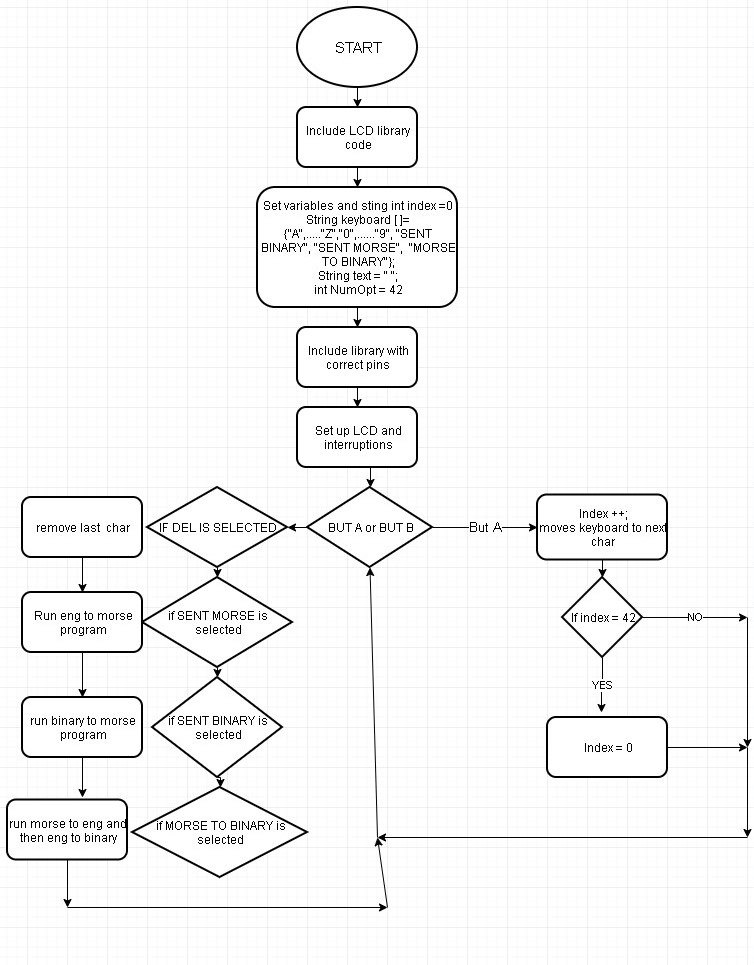 START
Include LCD library
code
Set variables and sting int index =0
String keyboard [ ]=
{"A",....."Z","0",......"9", "SENT
BINARY", "SENT MORSE", "MORSE
TO BINARY"};
String text = " ";
int NumOpt = 42
Include library with
correct pins
Set up LCD and
interruptions
BUT A or BUT B
But A
Index ++;
moves keyboard to next
char
If index = 42
NO
YES
Index = 0
IF DEL IS SELECTED
remove last char
if SENT MORSE is
selected
Run eng to morse
program
if SENT BINARY is
selected
run binary to morse
program
if MORSE TO BINARY is
selected
run morse to eng and
then eng to binary